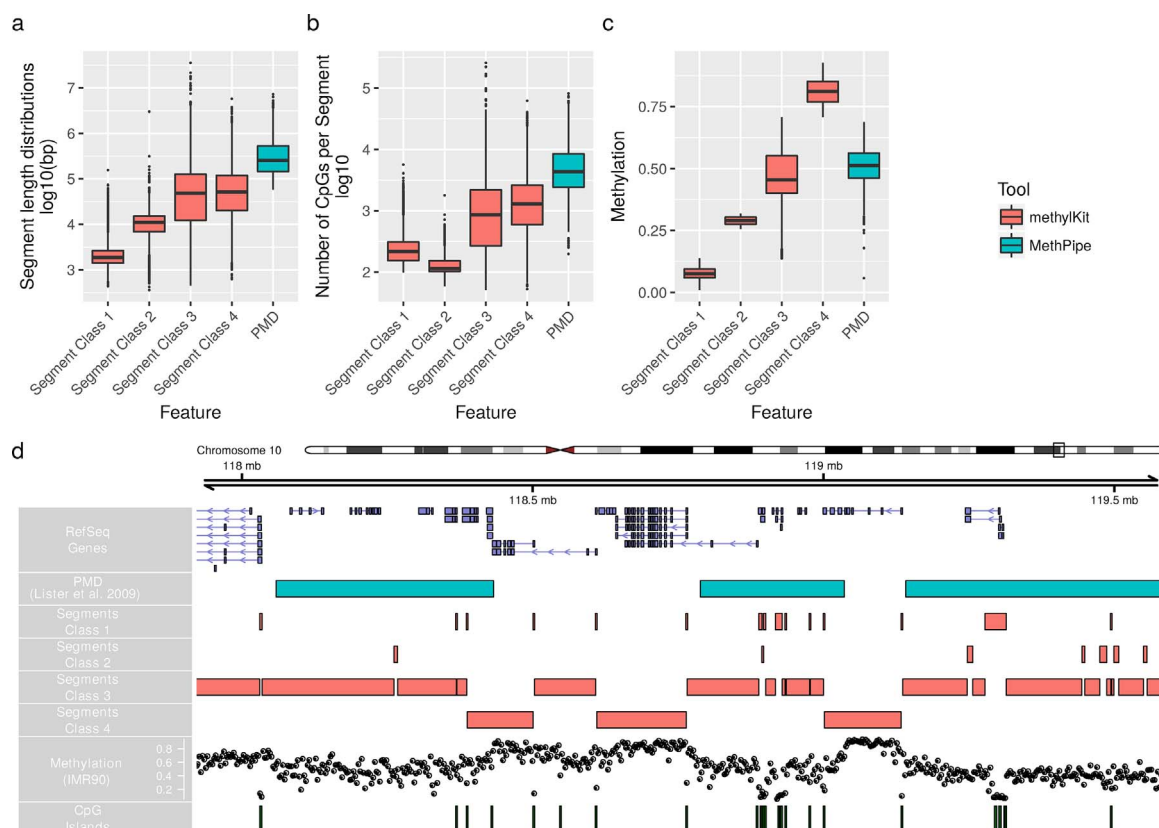 a
b
c
Segment length distributions
log10(bp)
7
6
5
4
3
Segment Class 1
Segment Class 2
Segment Class 3
Segment Class 4
PMD
Feature
Number of CpGs per Segment
log10
5
4
3
2
Segment Class 1
Segment Class 2
Segment Class 3
Segment Class 4
PMD
Feature
Methylation
0.75
0.50
0.25
0.00
Segment Class 1
Segment Class 2
Segment Class 3
Segment Class 4
PMD
Feature
Tool
methylKit
MethPipe
d
Chromosome 10
118 mb
119 mb
118.5 mb
119.5 mb
RefSeq
Genes
PMD
(Lister et al. 2009)
Segments
Class 1
Segments
Class 2
Segments
Class 3
Segments
Class 4
Methylation
(IMR90)
0.8
0.6
0.4
0.2
CpG
Islands